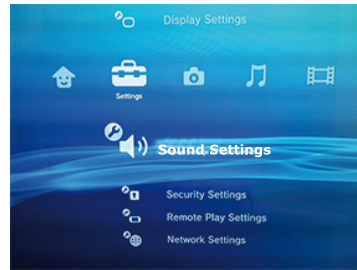 Display Settings
Settings
Sound Settings
Security Settings
Remote Play Settings
Network Settings